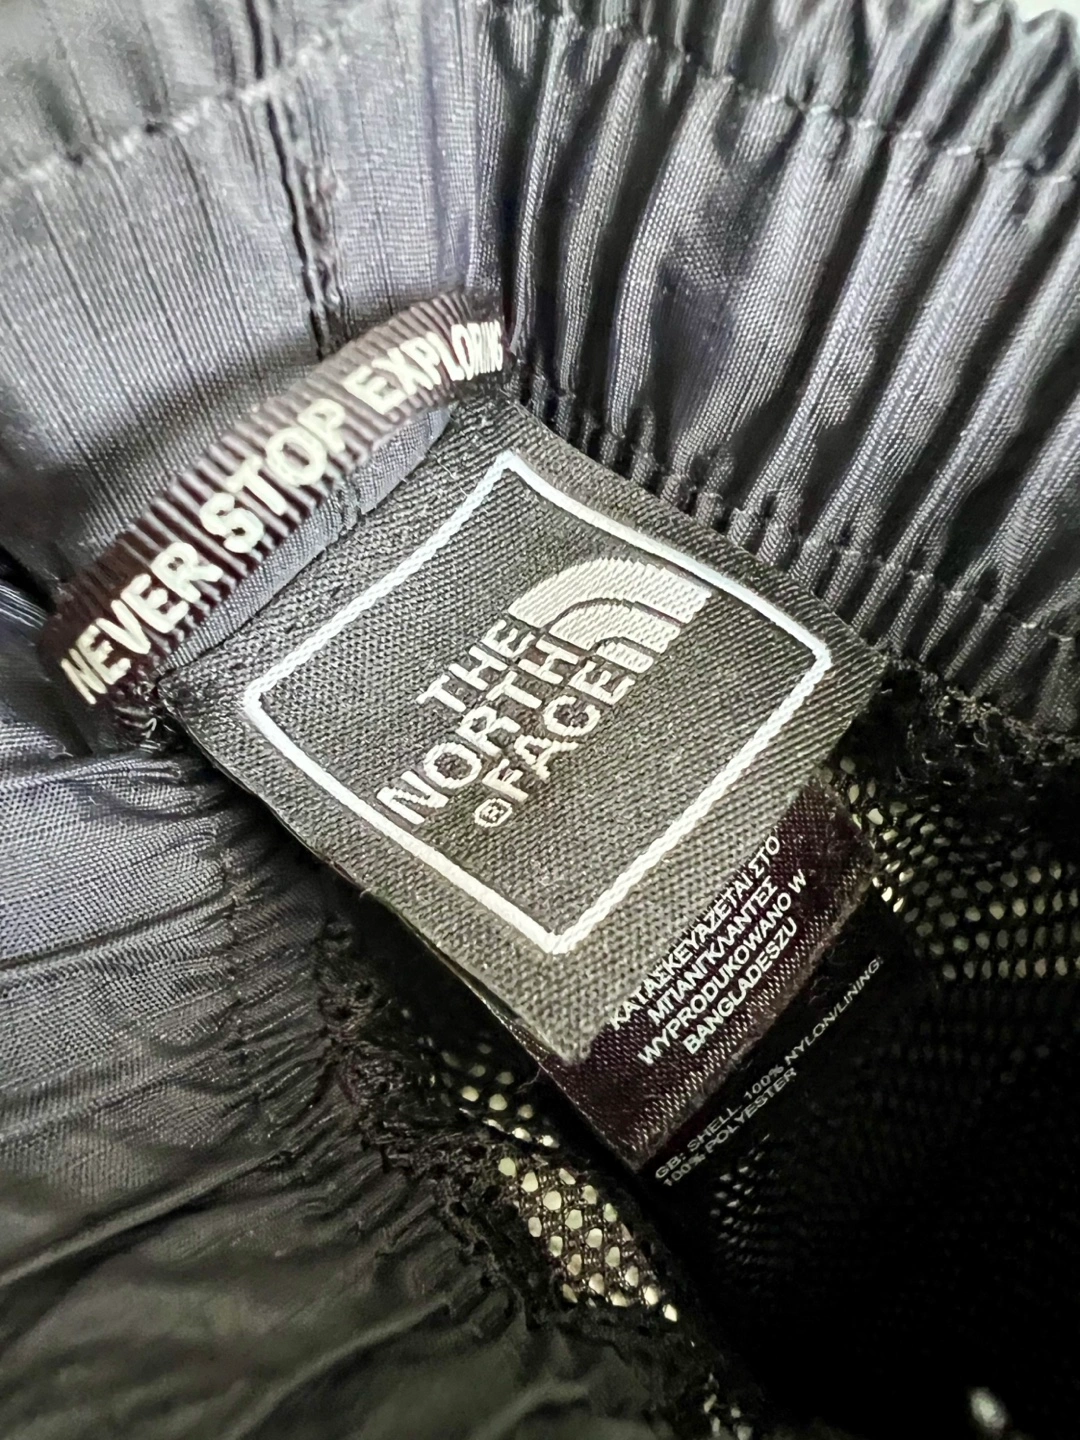 NEVER STOP EXPLORING
THE
NORTH
FACE
®
ΚΑΤΑΣΚΕΥΑΖΕΤΑΙ ΣΤΟ
ΜΠΑΝΓΚΛΑΝΤΕΣ
WYPRODUKOWANO W
BANGLADESZU
GB: SHELL 100% NYLON/LINING:
100% POLYESTER